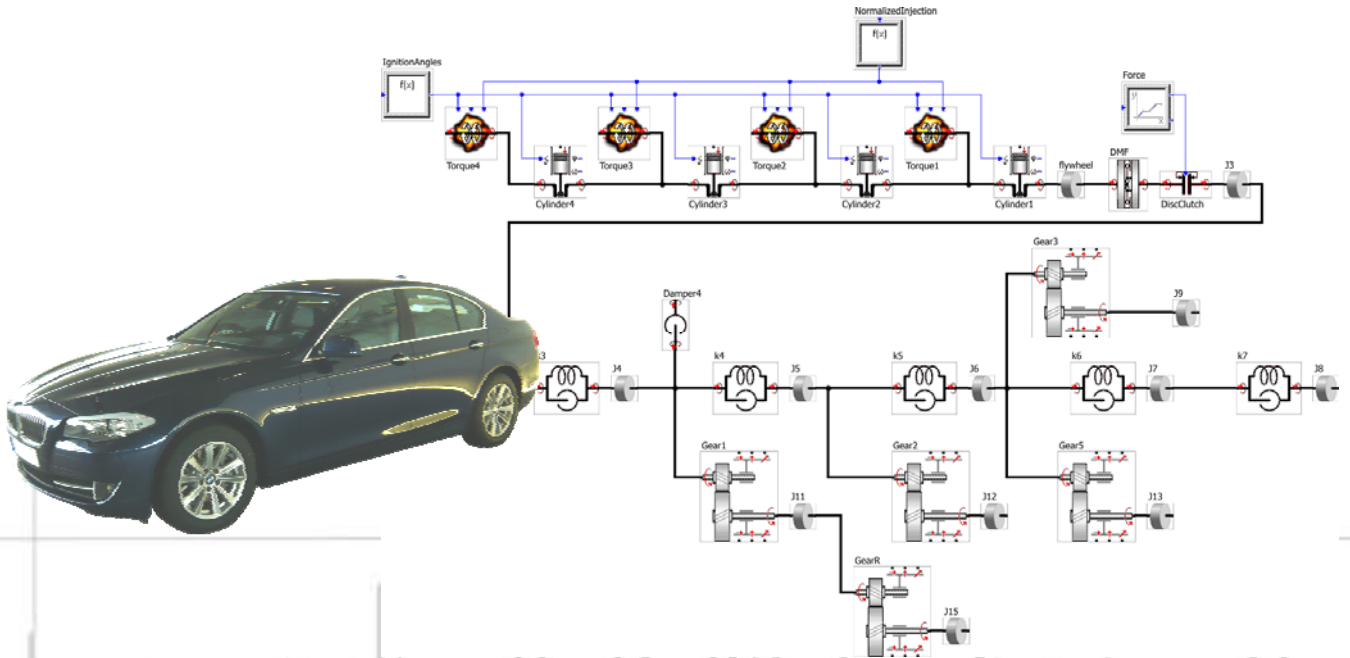 NormalizedInjection
f(x)
IgnitionAngles
f(x)
Force
y
x
Torque4
Torque3
Torque2
Torque1
DMF
flywheel
J3
Cylinder4
Cylinder3
Cylinder2
Cylinder1
DiscClutch
Gear3
Damper4
J9
k3
J4
k4
J5
k5
J6
k6
J7
k7
J8
Gear1
Gear2
Gear5
J11
J12
J13
GearR
J15